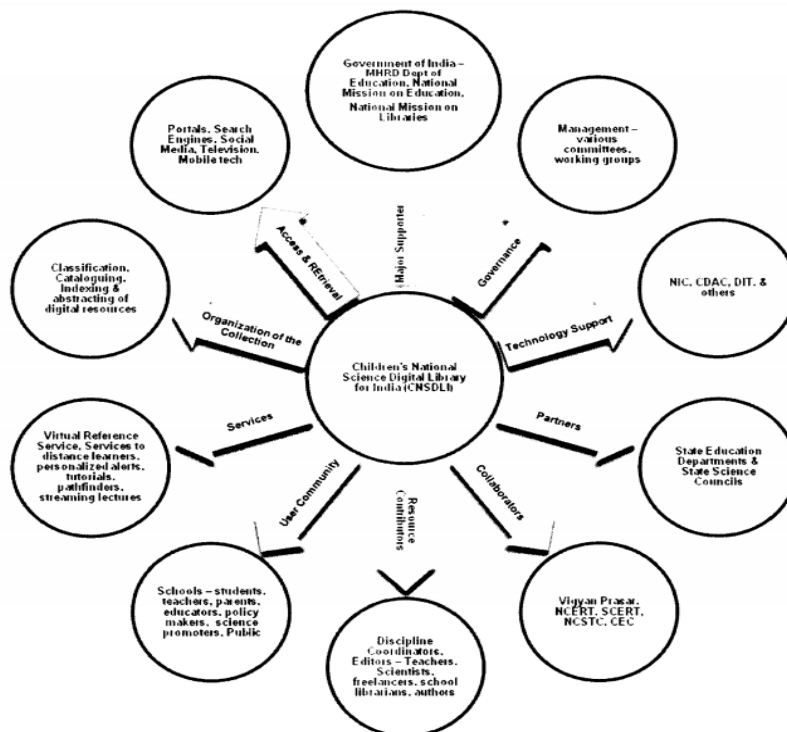 Government of India –
MHRD Dept of
Education, National
Mission on Education,
National Mission on
Libraries
Portals, Search
Engines, Social
Media, Television,
Mobile tech
Management –
various
committees,
working groups
Access & REtrieval
Major Supporter
Governance
Classification,
Cataloguing,
Indexing &
abstracting of
digital resources
NIC, CDAC, DIT, &
others
Organization of the
Collection
Technology Support
Children's National
Science Digital Library
for India (CNSDLI)
Services
Partners
Virtual Reference
Service, Services to
distance learners,
personalized alerts,
tutorials,
pathfinders,
streaming lectures
State Education
Departments &
State Science
Councils
User Community
Resource
Contributors
Collaborators
Schools – students,
teachers, parents,
educators, policy
makers, science
promoters, Public
Vigyan Prasar,
NCERT, SCERT,
NCSTC, CEC
Discipline
Coordinators,
Editors – Teachers,
Scientists,
freelancers, school
librarians, authors